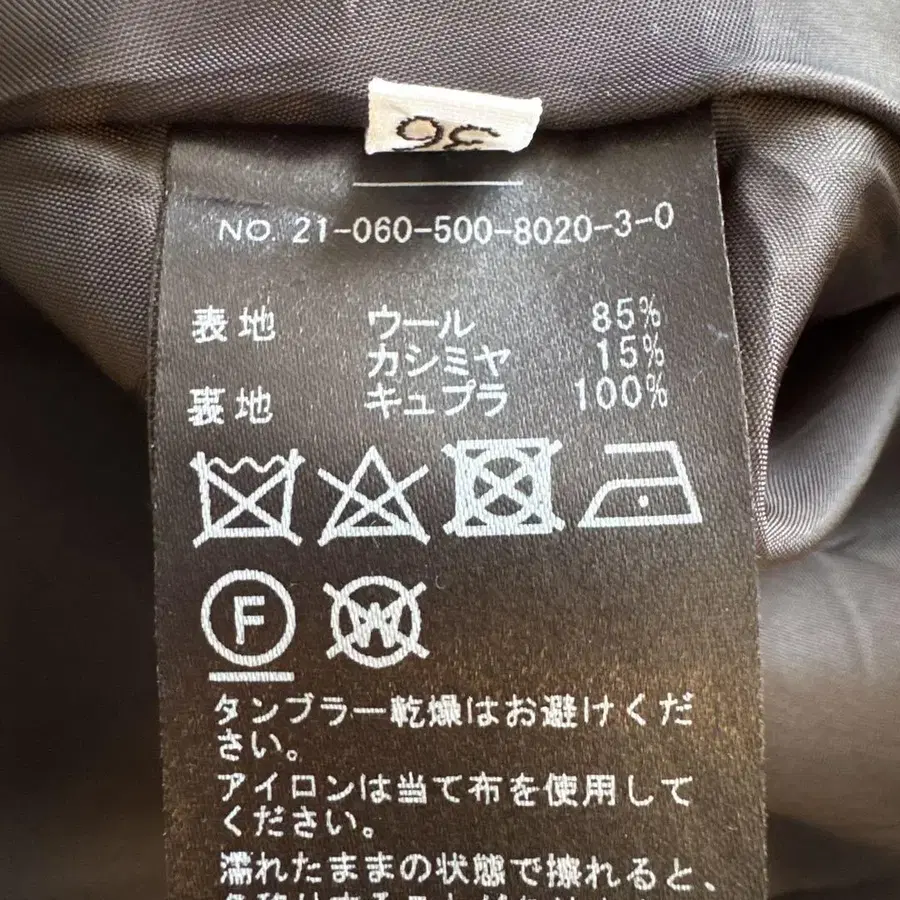 36
NO. 21-060-500-8020-3-0
表地 ウール 85%
カシミヤ 15%
裏地 キュプラ 100%
F
W
タンブラー乾燥はお避けくだ
さい。
アイロンは当て布を使用して
ください。
濡れたままの状態で擦れると、